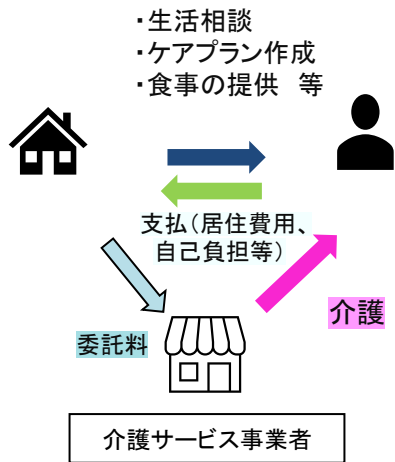 ・生活相談
・ケアプラン作成
・食事の提供　等
支払（居住費用、
自己負担等）
介護
委託料
介護サービス事業者